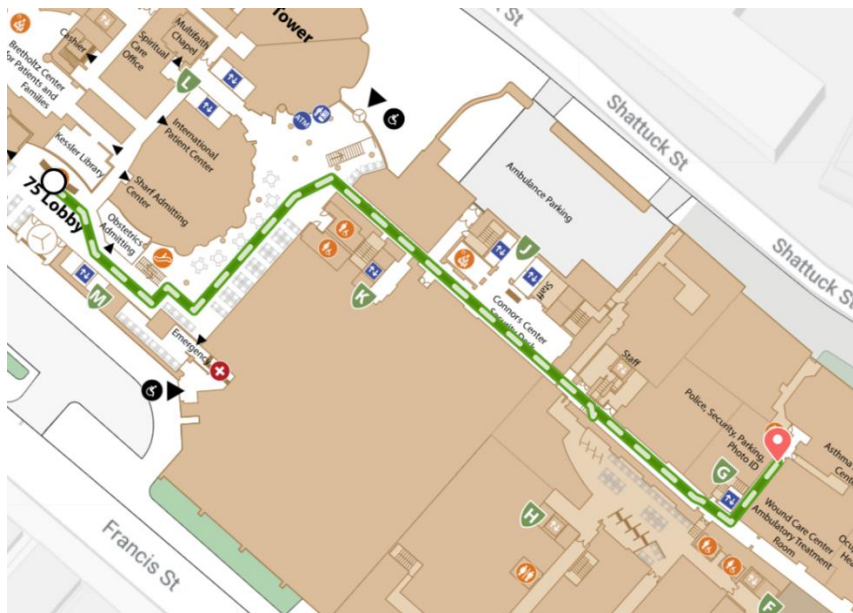 Shattuck St
Tower
Multifaith
Chapel
Spiritual
Care
Office
Cashier
Bretholtz Center
for Patients and
Families
L
ATM
International
Patient Center
Kessler Library
Sharf Admitting
Center
75 Lobby
Obstetrics
Admitting
M
Emergency
K
Ambulance Parking
J
Staff
Connors Center
Security Desk
Shattuck St
Staff
Police, Security, Parking,
Photo ID
Asthma
G
Wound Care Center
Ambulatory Treatment
Room
H
F
Francis St